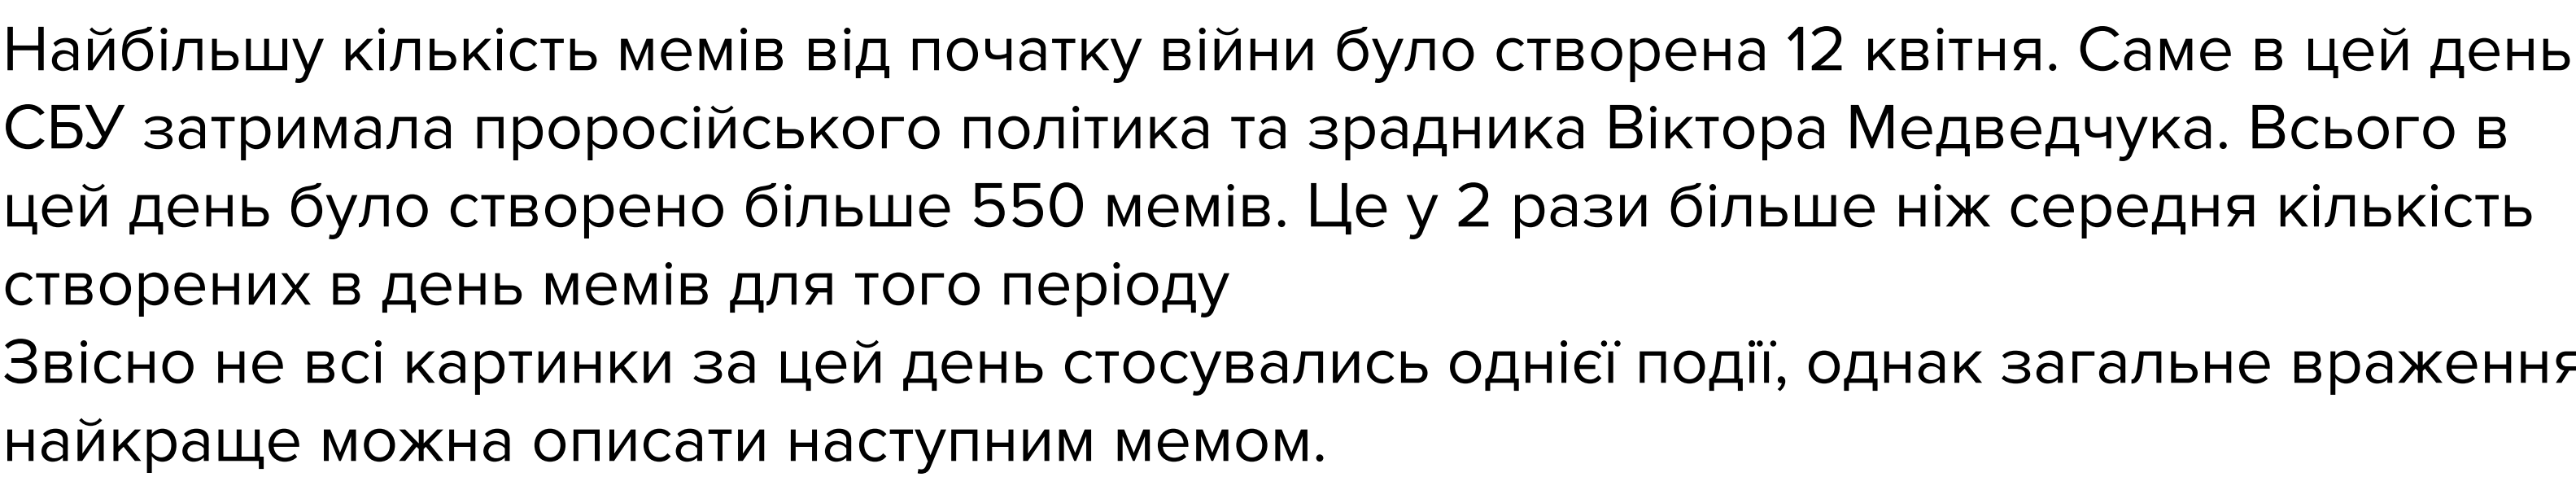 Найбільшу кількість мемів від початку війни було створена 12 квітня. Саме в цей день
СБУ затримала проросійського політика та зрадника Віктора Медведчука. Всього в
цей день було створено більше 550 мемів. Це у 2 рази більше ніж середня кількість
створених в день мемів для того періоду
Звісно не всі картинки за цей день стосувались однієї події, однак загальне враження
найкраще можна описати наступним мемом.